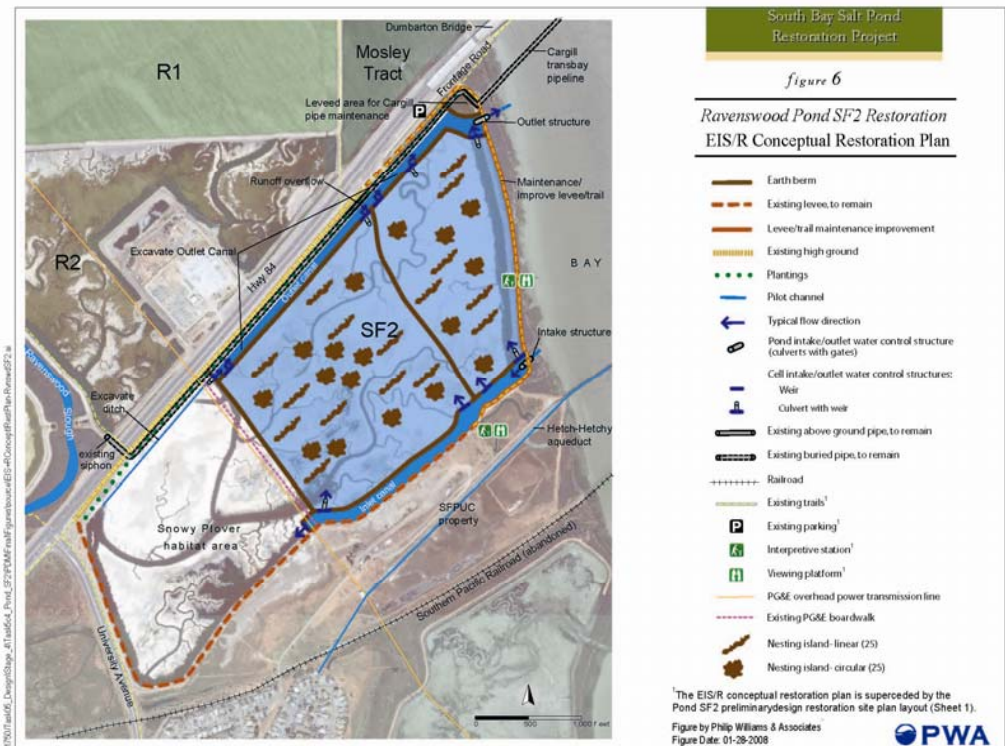 South Bay Salt Pond
Restoration Project
figure 6
Ravenswood Pond SF2 Restoration
EIS/R Conceptual Restoration Plan
Earth berm
Existing levee, to remain
Levee/trail maintenance improvement
Existing high ground
Plantings
Pilot channel
Typical flow direction
Pond intake/outlet water control structure
(culverts with gates)
Cell intake/outlet water control structures:
Weir
Culvert with weir
Existing above ground pipe, to remain
Existing buried pipe, to remain
Railroad
Existing trails¹
P
Existing parking¹
Interpretive station¹
Viewing platform¹
PG&E overhead power transmission line
Existing PG&E boardwalk
Nesting island- linear (25)
Nesting island- circular (25)
¹The EIS/R conceptual restoration plan is superceded by the
Pond SF2 preliminarydesign restoration site plan layout (Sheet 1).
Figure by Philip Williams & Associates
Figure Date: 01-28-2008
PWA
Dumbarton Bridge
R1
Mosley
Tract
Frontage Road
Cargill
transbay
pipeline
Leveed area for Cargill
pipe maintenance
P
Outlet structure
Runoff overflow
Maintenance/
improve levee/trail
Excavate Outlet Canal
R2
Hwy 84
BAY
SF2
Intake structure
Ravenswood
Slough
Excavate
ditch
existing
siphon
Hetch-Hetchy
aqueduct
Inlet canal
SFPUC
property
Snowy Plover
habitat area
Southern Pacific Railroad (abandoned)
University Avenue
0 500 1,000 feet